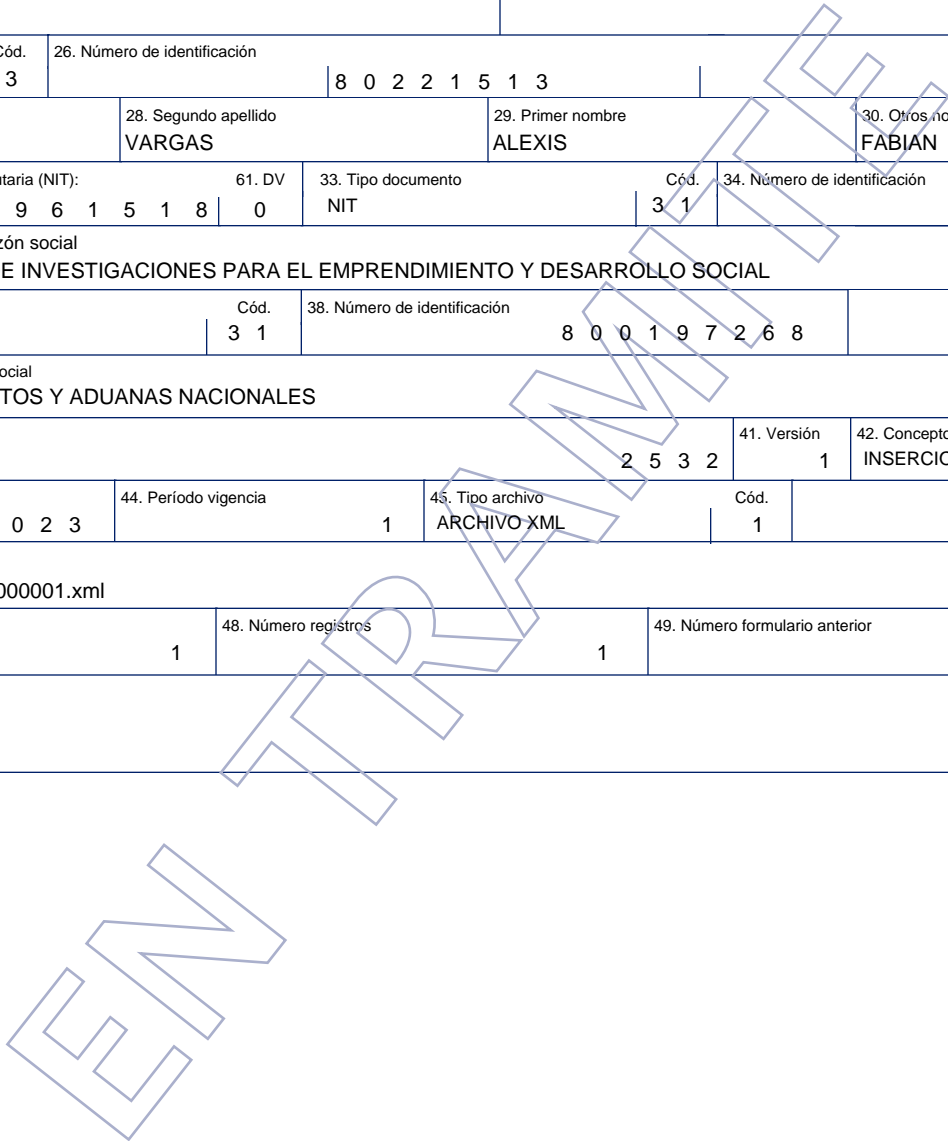 Cód. 26. Número de identificación
3 8 0 2 2 1 5 1 3
28. Segundo apellido 29. Primer nombre 30. Otros
VARGAS ALEXIS FABIAN
utaria (NIT): 61. DV 33. Tipo documento Cód. 34. Número de identificación
9 6 1 5 1 8 0 NIT 3 1
zón social
E INVESTIGACIONES PARA EL EMPRENDIMIENTO Y DESARROLLO SOCIAL
Cód. 38. Número de identificación
3 1 8 0 0 1 9 7 2 6 8
ocial
TOS Y ADUANAS NACIONALES
41. Versión 42. Concepto
2 5 3 2 1 INSERCIO
44. Período vigencia 45. Tipo archivo Cód.
0 2 3 1 ARCHIVO XML 1
000001.xml
48. Número registros 49. Número formulario anterior
1 1
EN TRAMITE